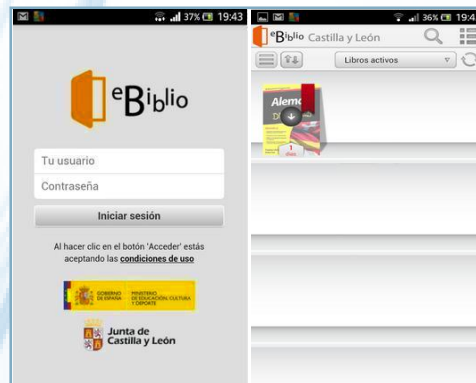 37% 19:43
eBiblio
Tu usuario
Contraseña
Iniciar sesión
Al hacer clic en el botón 'Acceder' estás
aceptando las condiciones de uso
GOBIERNO
DE ESPAÑA
MINISTERIO
DE EDUCACIÓN, CULTURA
Y DEPORTE
Junta de
Castilla y León
36% 19:4
eBiblio Castilla y León
Libros activos
Alemá
1